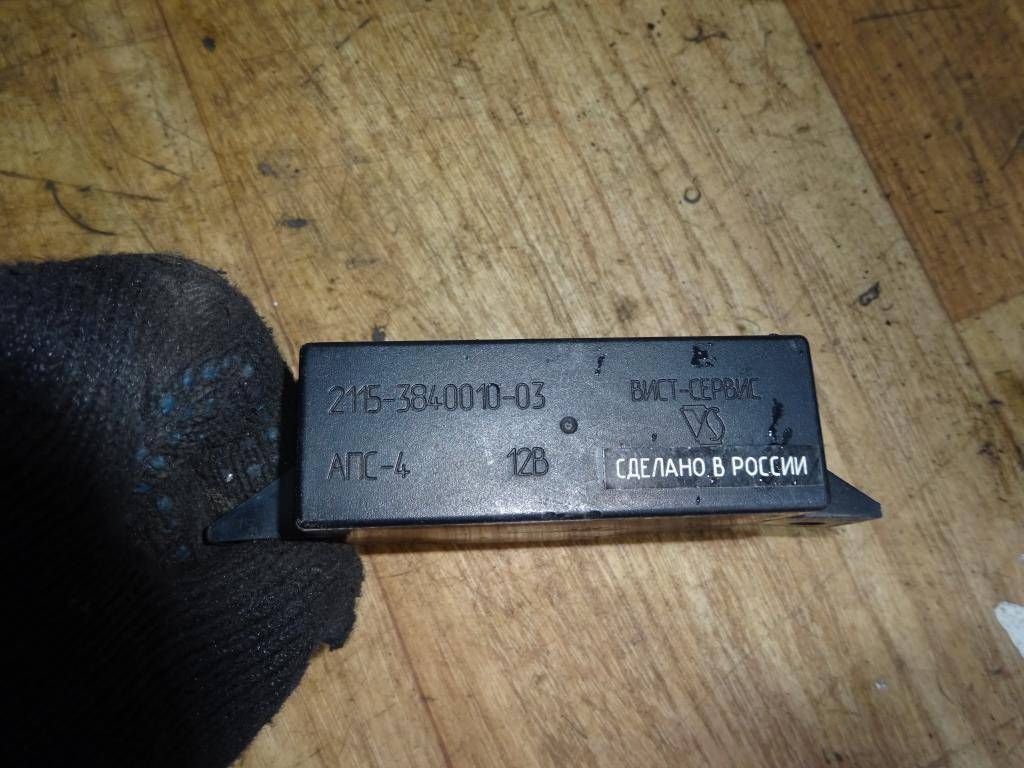 2115-3840010-03
ВИСТ-СЕРВИС
VS
АПС-4
12В
СДЕЛАНО В РОССИИ